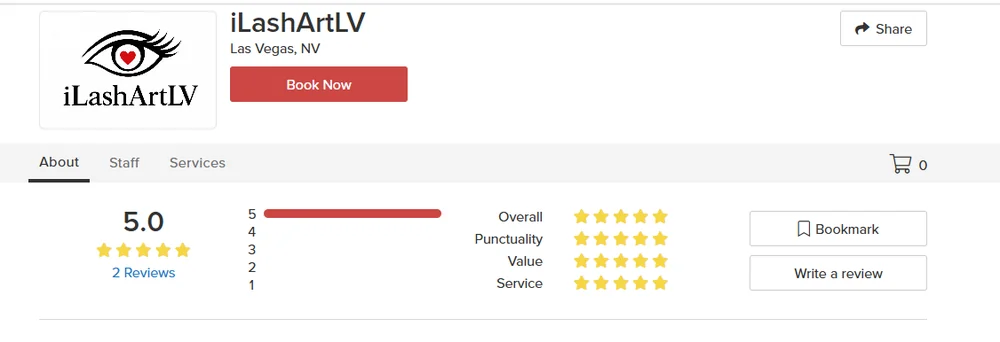 iLashArtLV
iLashArtLV
Las Vegas, NV
Book Now
Share
About Staff Services
0
5.0
2 Reviews
5
4
3
2
1
Overall
Punctuality
Value
Service
Bookmark
Write a review